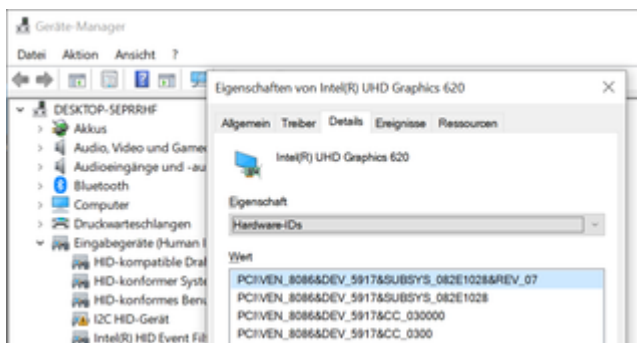 Geräte-Manager
Datei Aktion Ansicht ?
DESKTOP-SEPRRHF
Akkus
Audio, Video und Game
Audioeingänge und -au
Bluetooth
Computer
Druckwarteschlangen
Eingabegeräte (Human I
HID-kompatible Dra
HID-konformer Syste
HID-konformes Benu
I2C HID-Gerät
Intel(R) HID Event Filt
Eigenschaften von Intel(R) UHD Graphics 620
Allgemein Treiber Details Ereignisse Ressourcen
Intel(R) UHD Graphics 620
Eigenschaft
Hardware-IDs
Wert
PCI\VEN_8086&DEV_5917&SUBSYS_082E1028&REV_07
PCI\VEN_8086&DEV_5917&SUBSYS_082E1028
PCI\VEN_8086&DEV_5917&CC_030000
PCI\VEN_8086&DEV_5917&CC_0300